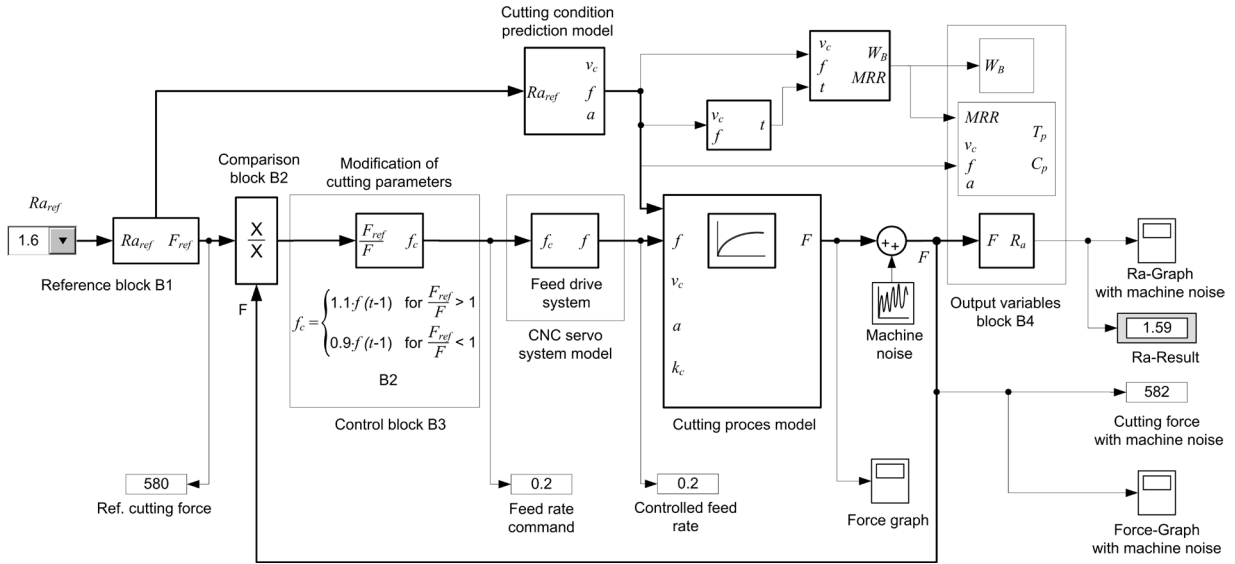 Cutting condition
prediction model
Ra_ref
v_c
f
a
v_c
f
t
W_B
MRR
v_c
f
t
W_B
MRR
v_c
f
a
T_p
C_p
Comparison
block B2
Modification of
cutting parameters
Ra_ref
1.6
Ra_ref F_ref
Reference block B1
X
X
F
F_ref
F
f_c
f_c = { 1.1·f (t-1) for F_ref/F > 1
0.9·f (t-1) for F_ref/F < 1
B2
Control block B3
f_c f
Feed drive
system
CNC servo
system model
f
v_c
a
k_c
F
Cutting proces model
++
F
Machine
noise
F R_a
Output variables
block B4
Ra-Graph
with machine noise
1.59
Ra-Result
582
Cutting force
with machine noise
580
Ref. cutting force
0.2
Feed rate
command
0.2
Controlled feed
rate
Force graph
Force-Graph
with machine noise